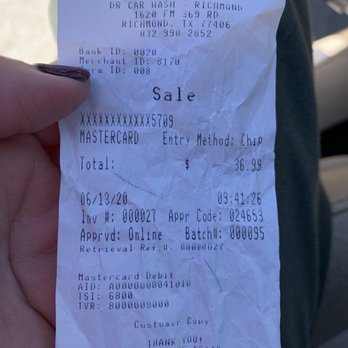 DR CAR WASH - RICHMOND
1620 FM 359 RD
RICHMOND, TX 77406
832-990 2852
Bank ID: 0020
Merchant ID: 8170
ID: 008
Sale
XXXXXXXXXXXX5709
MASTERCARD Entry Method: Chip
Total: $ 36.99
06/13/20 09:41:26
Inv #: 000027 Appr Code: 024653
Apprvd: Online Batch#: 000095
Retrieval Ref.#: 00000027
Mastercard Debit
AID: A0000000041010
TSI: 6800
TVR: 8000008000
Customer Copy
THANK YOU!